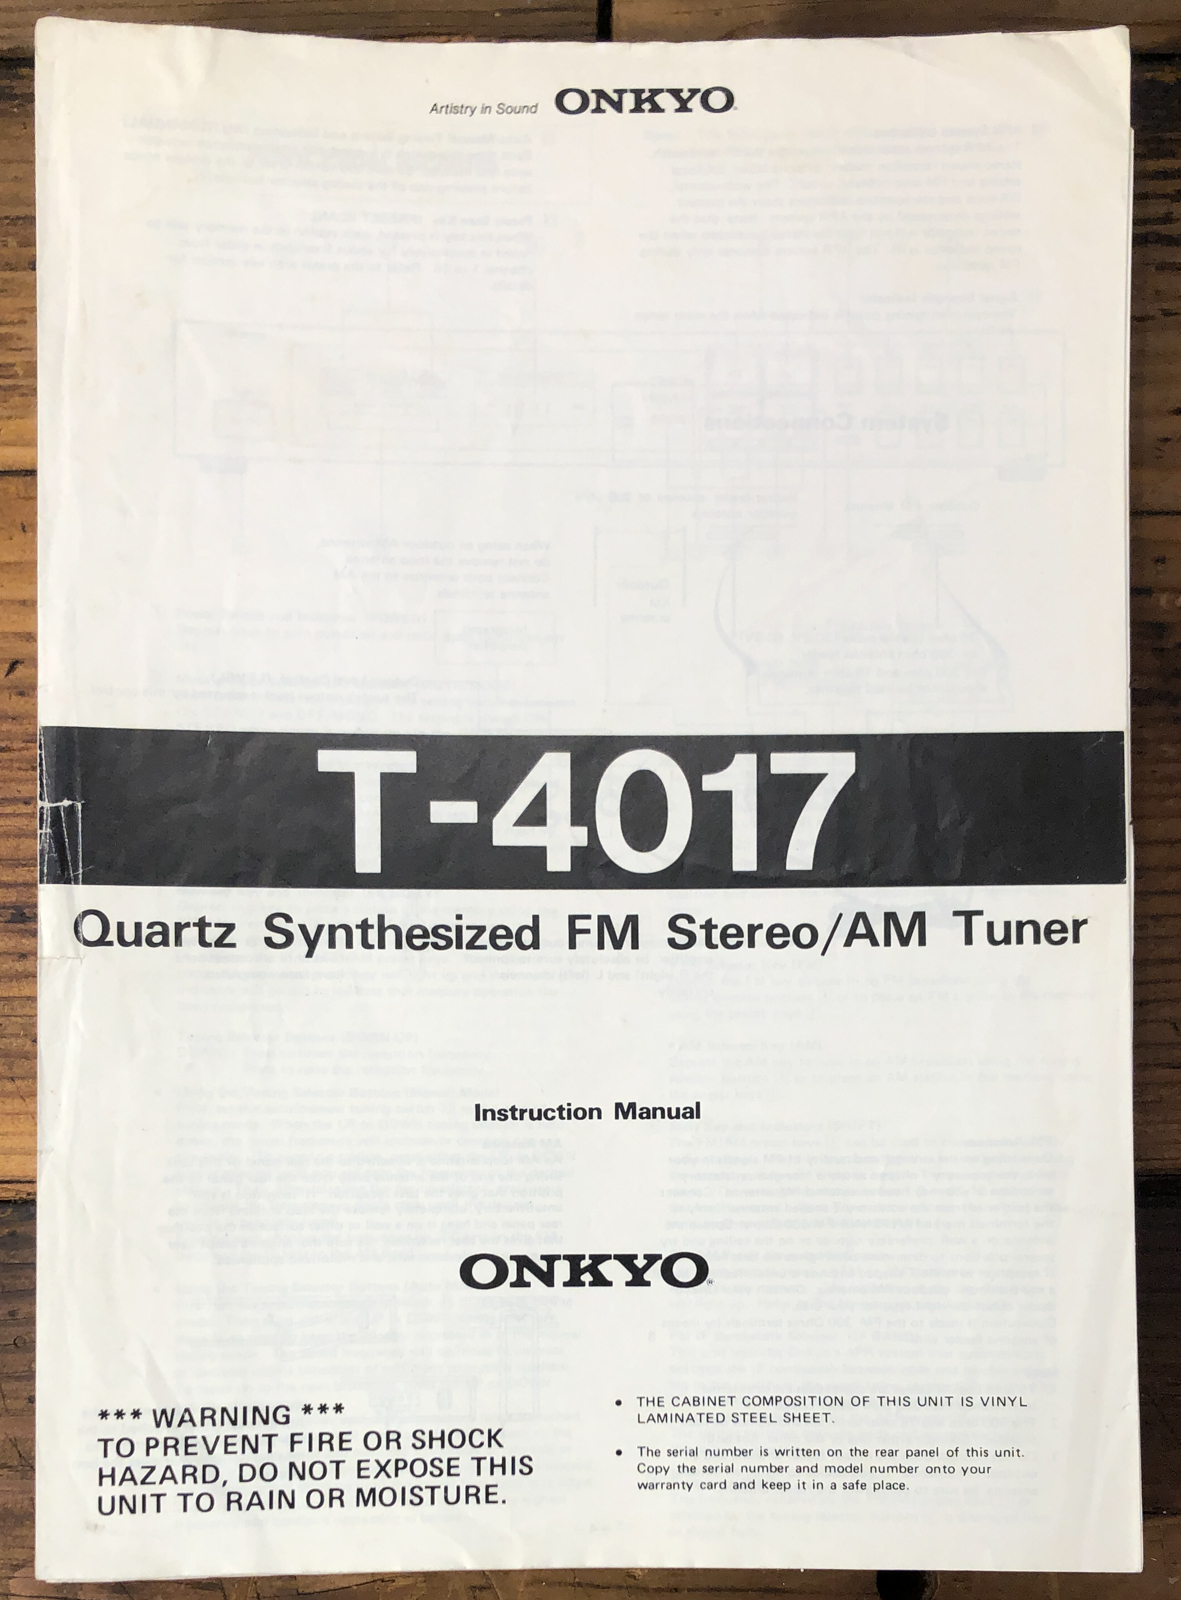 Artistry in Sound ONKYO
T-4017
Quartz Synthesized FM Stereo/AM Tuner
Instruction Manual
ONKYO®
*** WARNING ***
TO PREVENT FIRE OR SHOCK
HAZARD, DO NOT EXPOSE THIS
UNIT TO RAIN OR MOISTURE.
• THE CABINET COMPOSITION OF THIS UNIT IS VINYL
LAMINATED STEEL SHEET.
• The serial number is written on the rear panel of this unit.
Copy the serial number and model number onto your
warranty card and keep it in a safe place.